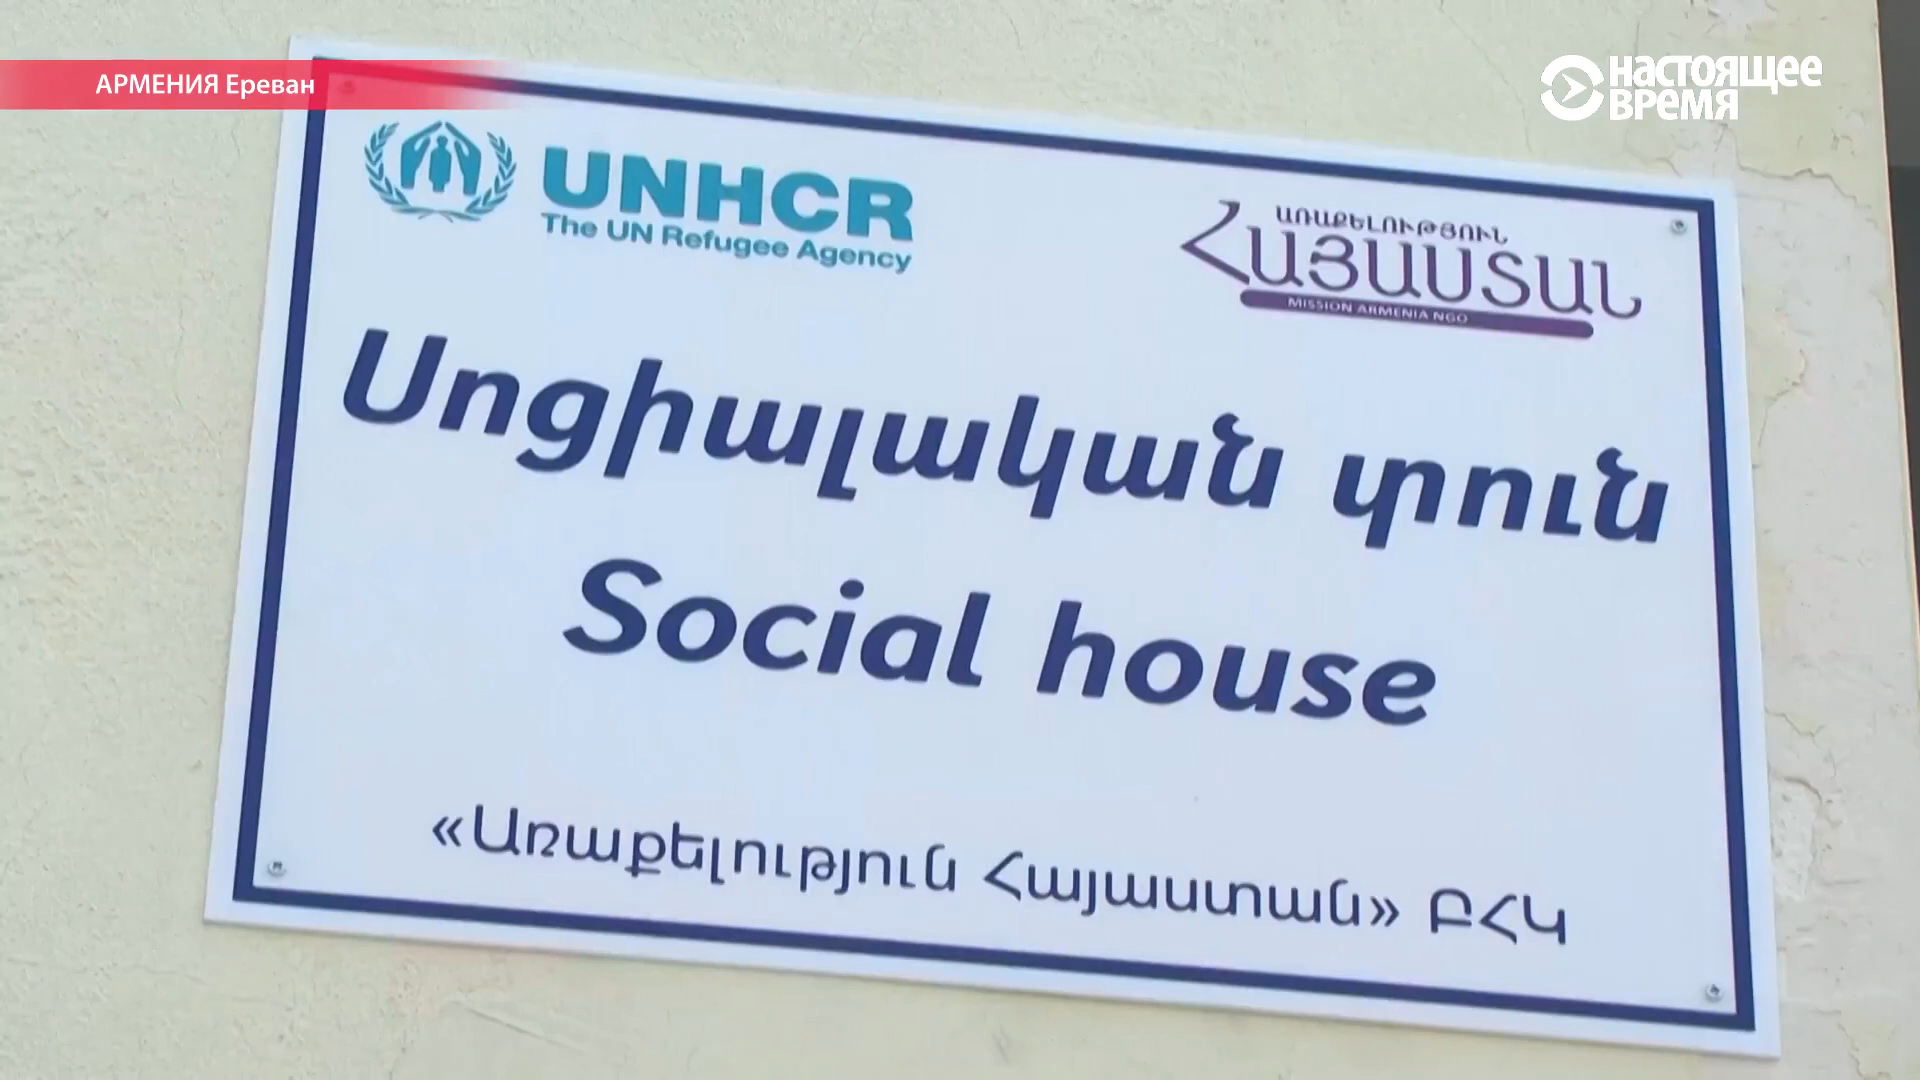 АРМЕНИЯ Ереван
НАСТОЯЩЕЕ
ВРЕМЯ
UNHCR
The UN Refugee Agency
ԱՌԱՔԵԼՈՒԹՅՈՒՆ
ՀԱՅԱՍՏԱՆ
MISSION ARMENIA NGO
Սոցիալական տուն
Social house
«Առաքելություն Հայաստան» ԲՀԿ